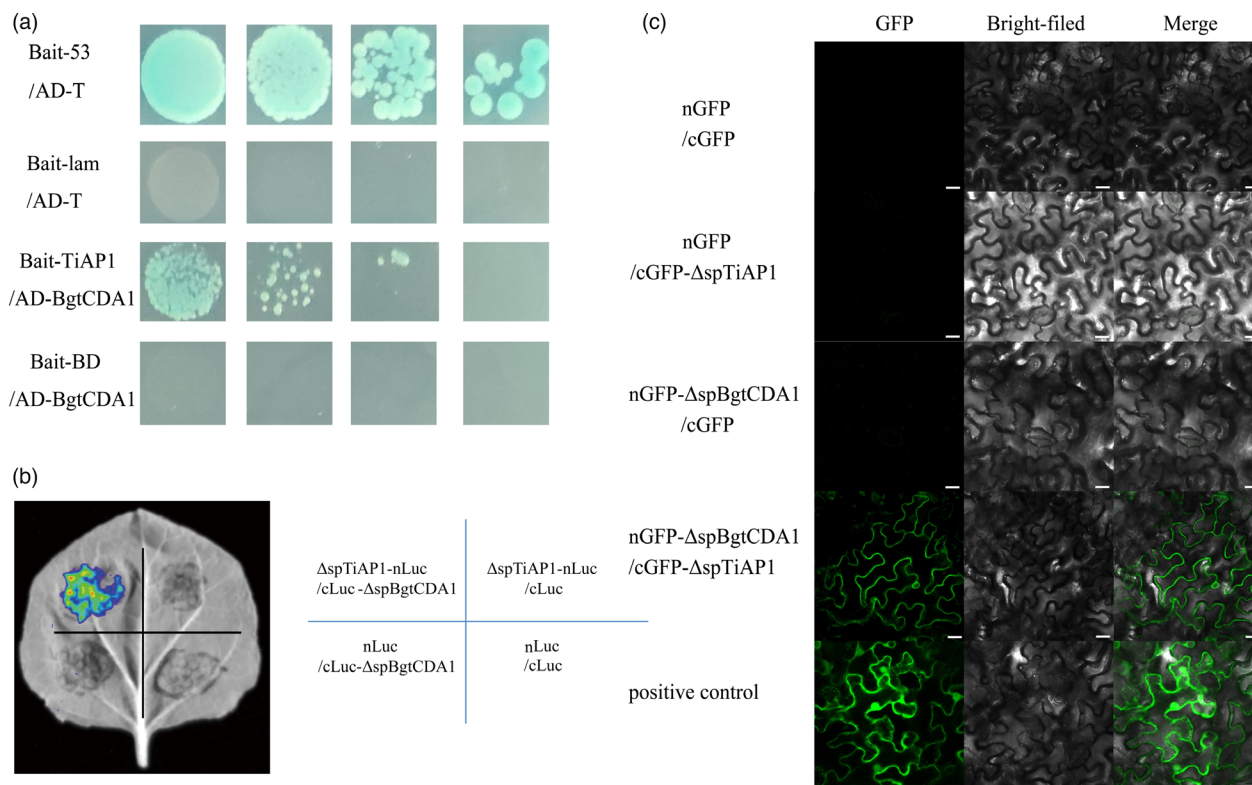 (a)
Bait-53
/AD-T
Bait-lam
/AD-T
Bait-TiAP1
/AD-BgtCDA1
Bait-BD
/AD-BgtCDA1
(b)
ΔspTiAP1-nLuc
/cLuc -ΔspBgtCDA1
ΔspTiAP1-nLuc
/cLuc
nLuc
/cLuc-ΔspBgtCDA1
nLuc
/cLuc
(c)
GFP
Bright-filed
Merge
nGFP
/cGFP
nGFP
/cGFP-ΔspTiAP1
nGFP-ΔspBgtCDA1
/cGFP
nGFP-ΔspBgtCDA1
/cGFP-ΔspTiAP1
positive control